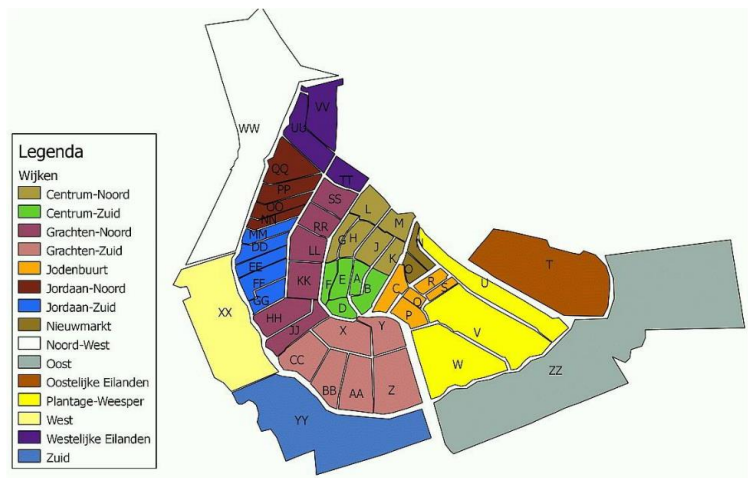 Legenda
Wijken
Centrum-Noord
Centrum-Zuid
Grachten-Noord
Grachten-Zuid
Jodenbuurt
Jordaan-Noord
Jordaan-Zuid
Nieuwmarkt
Noord-West
Oost
Oostelijke Eilanden
Plantage-Weesper
West
Westelijke Eilanden
Zuid
VV
UU
WW
QQ
TT
PP
SS
OO
L
NN
RR
M
MM
G
H
N
DD
J
LL
K
O
T
EE
F
E
A
R
U
FF
KK
B
C
S
GG
Q
XX
HH
D
P
JJ
X
Y
V
CC
W
ZZ
BB
AA
Z
YY